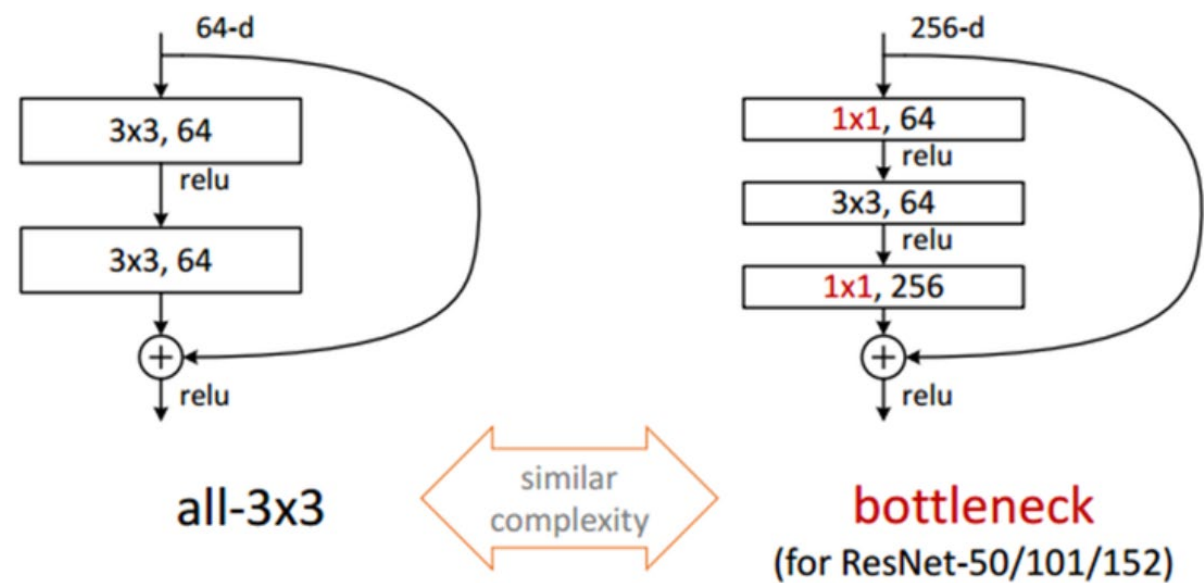 64-d
3x3, 64
relu
3x3, 64
+
relu
all-3x3
256-d
1x1, 64
relu
3x3, 64
relu
1x1, 256
+
relu
bottleneck
(for ResNet-50/101/152)
similar
complexity